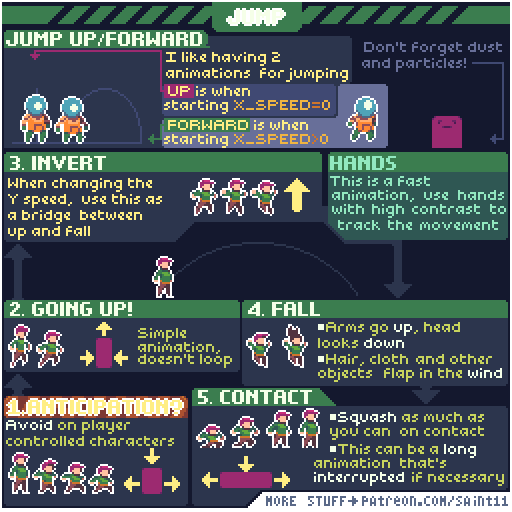 JUMP
JUMP UP/FORWARD
I like having 2
animations for jumping
UP is when
starting X_SPEED=0
FORWARD is when
starting X_SPEED>0
Don't forget dust
and particles!
3. INVERT
When changing the
Y speed, use this as
a bridge between
up and fall
HANDS
This is a fast
animation, use hands
with high contrast to
track the movement
2. GOING UP!
Simple
animation,
doesn't loop
4. FALL
▪Arms go up, head
looks down
▪Hair, cloth and other
objects flap in the wind
1.ANTICIPATION?
Avoid on player
controlled characters
5. CONTACT
▪Squash as much as
you can on contact
▪This can be a long
animation that's
interrupted if necessary
MORE STUFF→PATREON.COM/SAINT11